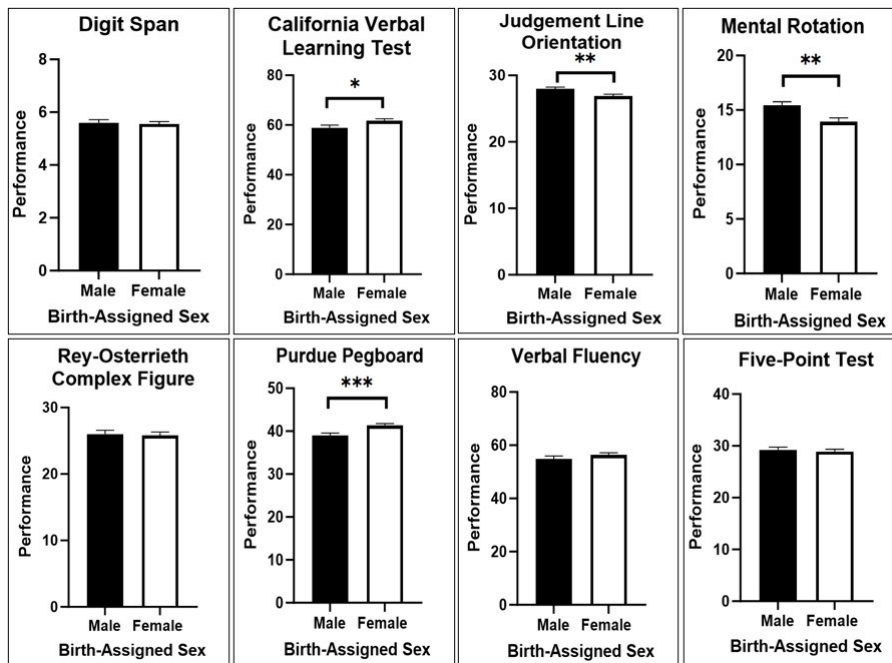 Digit Span
Performance
8
6
4
2
0
Male Female
Birth-Assigned Sex
California Verbal
Learning Test
*
Performance
80
60
40
20
0
Male Female
Birth-Assigned Sex
Judgement Line
Orientation
**
Performance
30
20
10
0
Male Female
Birth-Assigned Sex
Mental Rotation
**
Performance
20
15
10
5
0
Male Female
Birth-Assigned Sex
Rey-Osterrieth
Complex Figure
Performance
30
20
10
0
Male Female
Birth-Assigned Sex
Purdue Pegboard
***
Performance
50
40
30
20
10
0
Male Female
Birth-Assigned Sex
Verbal Fluency
Performance
80
60
40
20
0
Male Female
Birth-Assigned Sex
Five-Point Test
Performance
40
30
20
10
0
Male Female
Birth-Assigned Sex